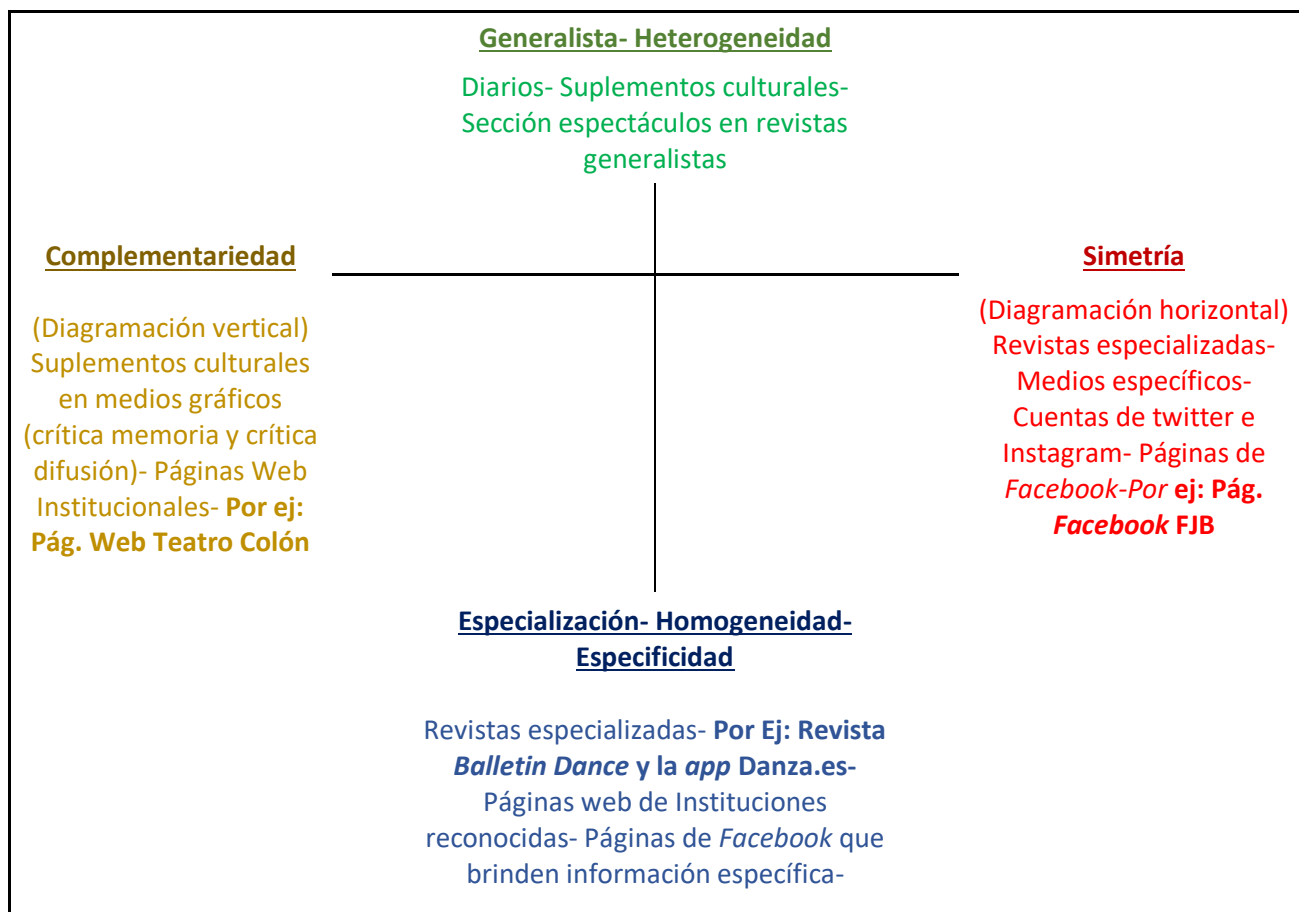 Generalista- Heterogeneidad
Diarios- Suplementos culturales-
Sección espectáculos en revistas
generalistas
Complementariedad
(Diagramación vertical)
Suplementos culturales
en medios gráficos
(crítica memoria y crítica
difusión)- Páginas Web
Institucionales- Por ej:
Pág. Web Teatro Colón
Simetría
(Diagramación horizontal)
Revistas especializadas-
Medios específicos-
Cuentas de twitter e
Instagram- Páginas de
Facebook-Por ej: Pág.
Facebook FJB
Especialización- Homogeneidad-
Especificidad
Revistas especializadas- Por Ej: Revista
Balletin Dance y la app Danza.es-
Páginas web de Instituciones
reconocidas- Páginas de Facebook que
brinden información específica-